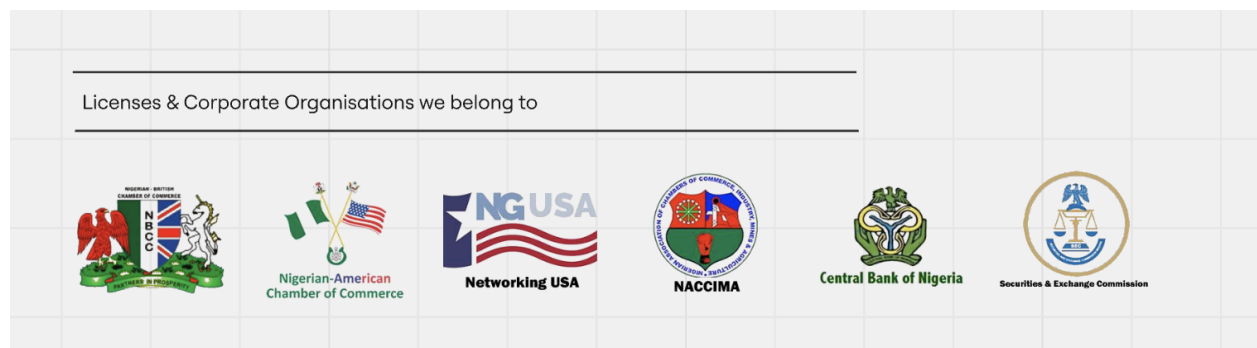 Licenses & Corporate Organisations we belong to
NIGERIAN - BRITISH
CHAMBER OF COMMERCE
NBCC
PARTNERS IN PROSPERITY
Nigerian-American
Chamber of Commerce
NGUSA
Networking USA
NIGERIAN ASSOCIATION OF CHAMBERS OF COMMERCE, INDUSTRY, MINES & AGRICULTURE
NACCIMA
Central Bank of Nigeria
SEC
Securities & Exchange Commission